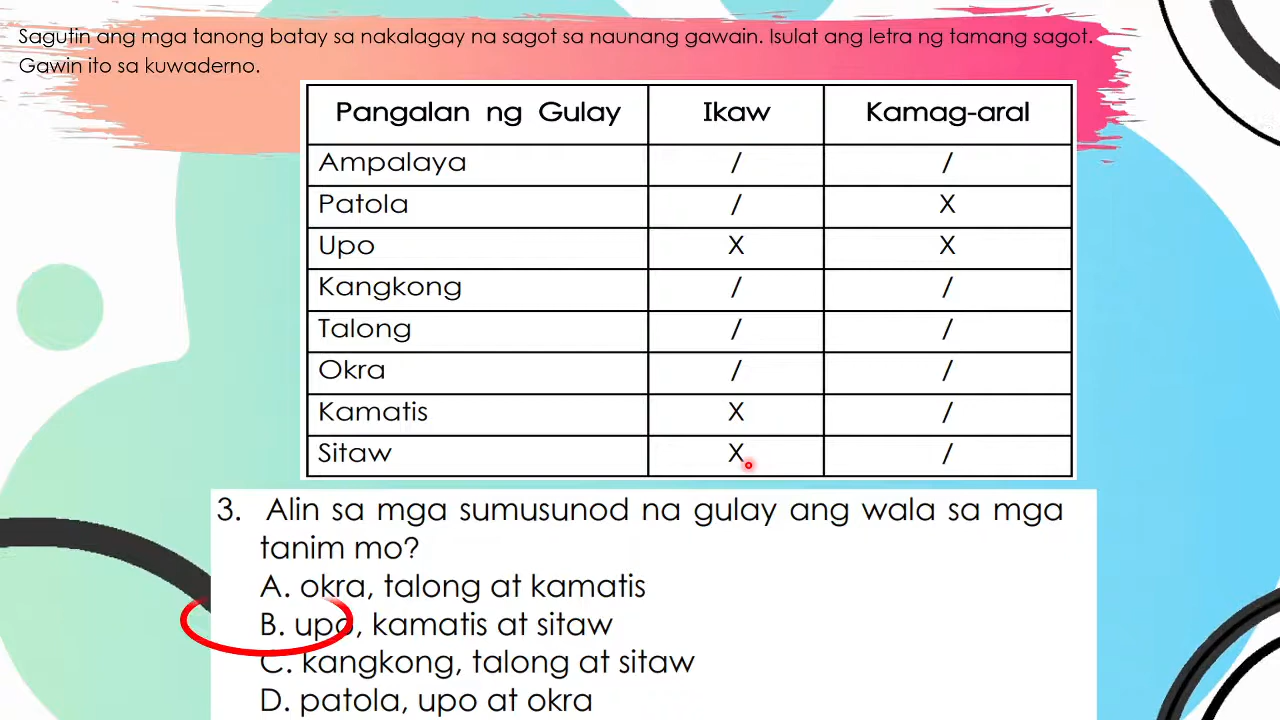 Sagutin ang mga tanong batay sa nakalagay na sagot sa naunang gawain. Isulat ang letra ng tamang sagot.
Gawin ito sa kuwaderno.
Pangalan ng Gulay Ikaw Kamag-aral
Ampalaya / /
Patola / X
Upo X X
Kangkong / /
Talong / /
Okra / /
Kamatis X /
Sitaw X /
3. Alin sa mga sumusunod na gulay ang wala sa mga
tanim mo?
A. okra, talong at kamatis
B. upo, kamatis at sitaw
C. kangkong, talong at sitaw
D. patola, upo at okra